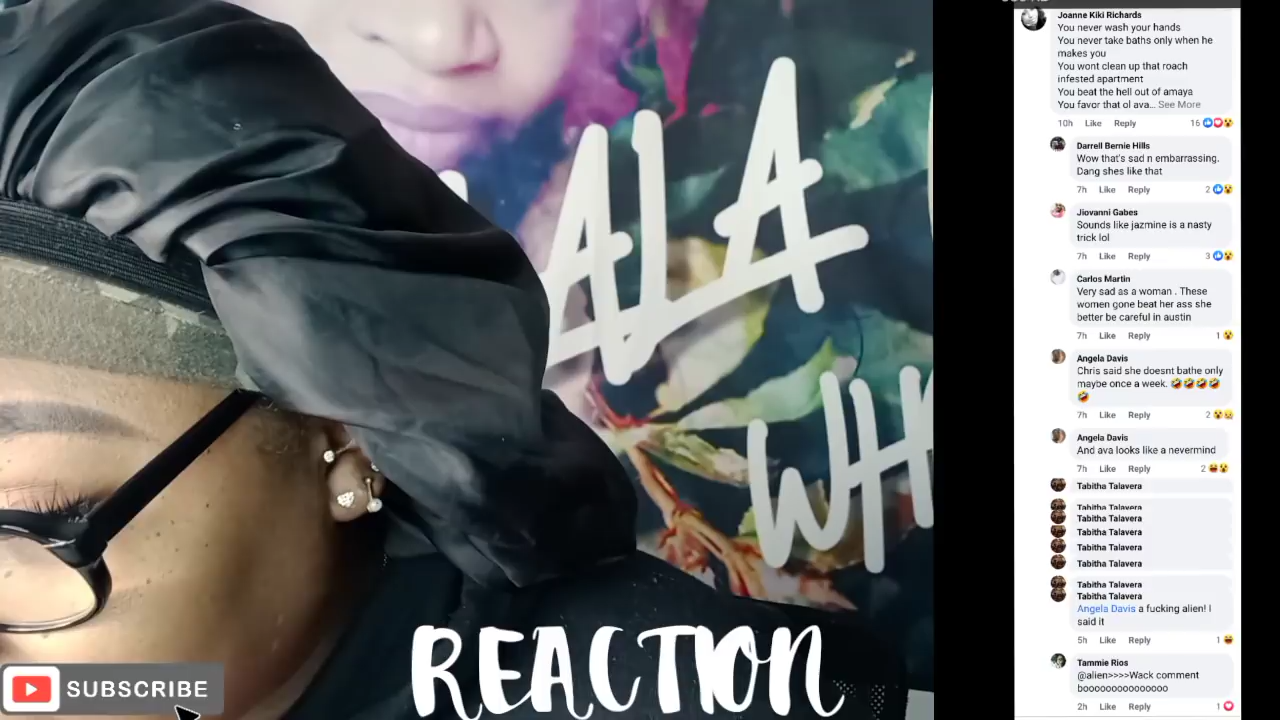 ALA
WH
REACTION
SUBSCRIBE
Joanne Kiki Richards
You never wash your hands
You never take baths only when he
makes you
You wont clean up that roach
infested apartment
You beat the hell out of amaya
You favor that ol ava... See More
10h Like Reply 16
Darrell Bernie Hills
Wow that's sad n embarrassing.
Dang shes like that
7h Like Reply 2
Jiovanni Gabes
Sounds like jazmine is a nasty
trick lol
7h Like Reply 3
Carlos Martin
Very sad as a woman . These
women gone beat her ass she
better be careful in austin
7h Like Reply 1
Angela Davis
Chris said she doesnt bathe only
maybe once a week. 🤣🤣🤣🤣
🤣
7h Like Reply 2
Angela Davis
And ava looks like a nevermind
7h Like Reply 2
Tabitha Talavera
Tabitha Talavera
Tabitha Talavera
Tabitha Talavera
Tabitha Talavera
Tabitha Talavera
Tabitha Talavera
Tabitha Talavera
Angela Davis a fucking alien! I
said it
5h Like Reply 1
Tammie Rios
@alien>>>>Wack comment
booooooooooooooo
2h Like Reply 1